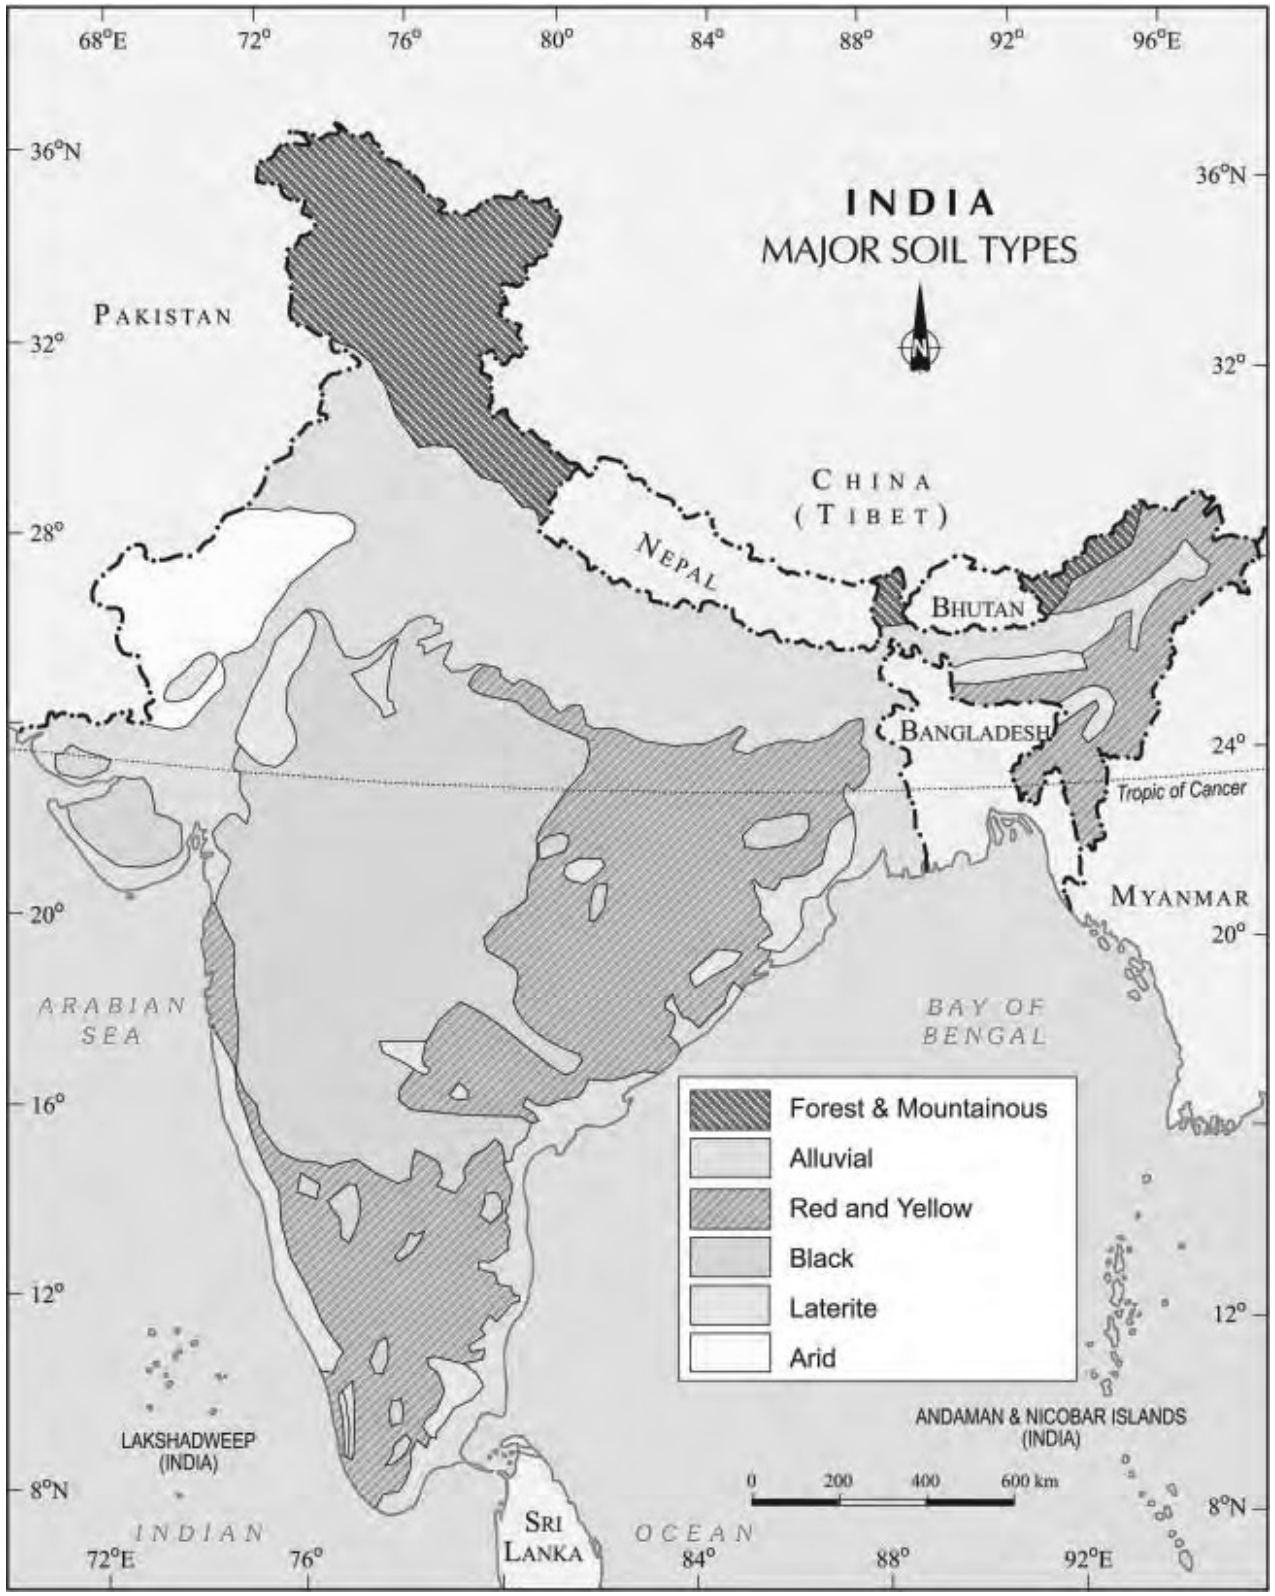 68°E 72° 76° 80° 84° 88° 92° 96°E
36°N
36°N
INDIA
MAJOR SOIL TYPES
N
PAKISTAN
32°
32°
CHINA
(TIBET)
28°
28°
NEPAL
BHUTAN
BANGLADESH
24°
Tropic of Cancer
MYANMAR
20°
20°
ARABIAN
SEA
BAY OF
BENGAL
16°
Forest & Mountainous
Alluvial
Red and Yellow
Black
Laterite
Arid
12°
12°
LAKSHADWEEP
(INDIA)
ANDAMAN & NICOBAR ISLANDS
(INDIA)
0 200 400 600 km
8°N
8°N
INDIAN OCEAN
SRI
LANKA
72°E 76° 84° 88° 92°E